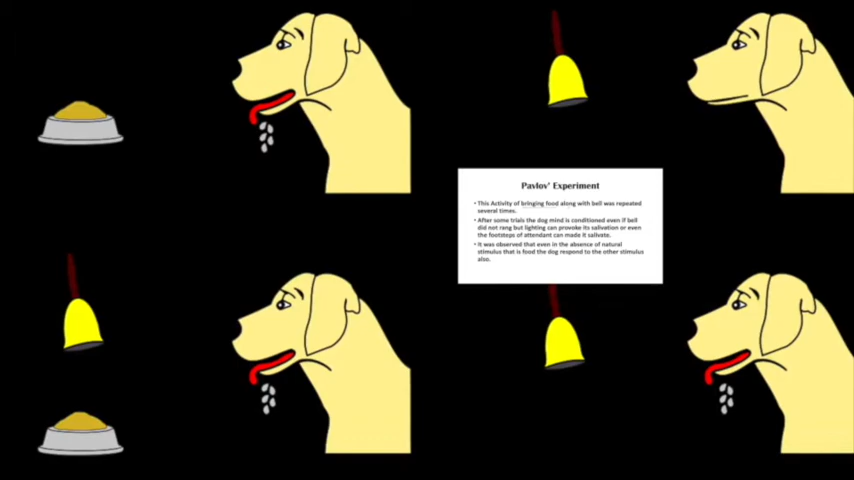 Pavlov' Experiment
• This Activity of bringing food along with bell was repeated
several times.
• After some trials the dog mind is conditioned even if bell
did not rang but lighting can provoke its salivation or even
the footsteps of attendant can made it salivate.
• It was observed that even in the absence of natural
stimulus that is food the dog respond to the other stimulus
also.